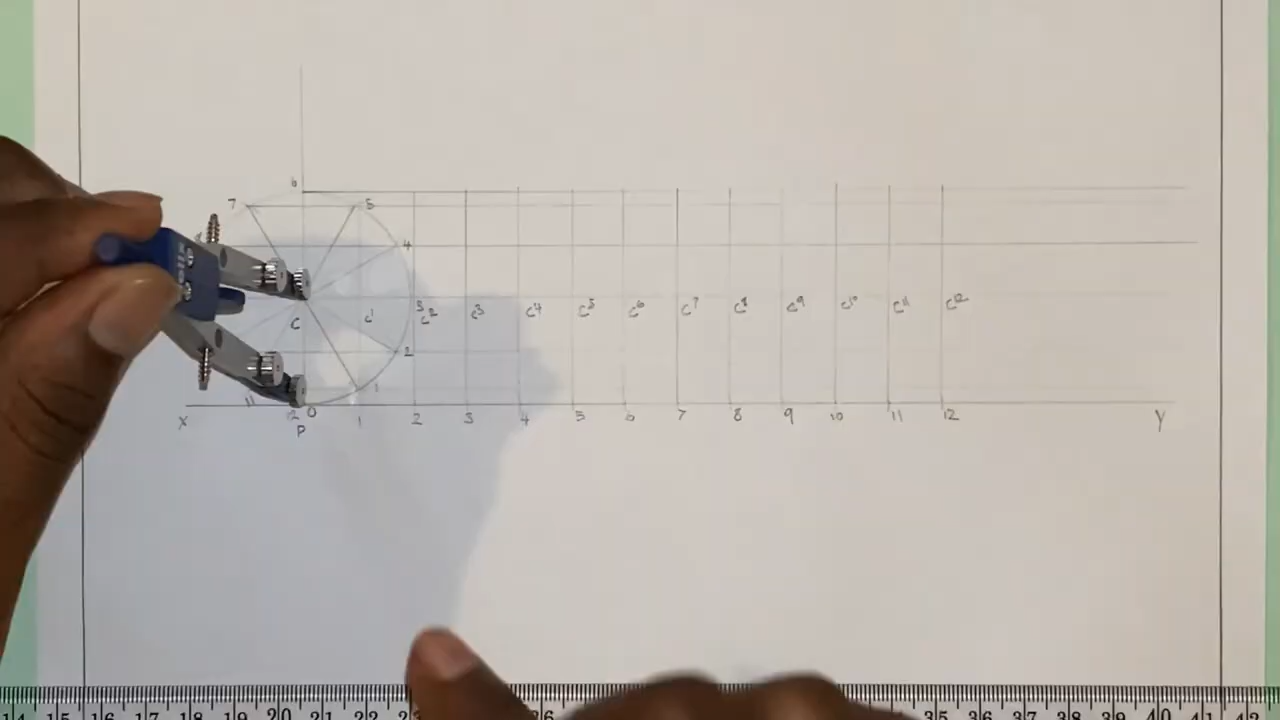 6
7 5
4
3
C C¹ C² C³ C⁴ C⁵ C⁶ C⁷ C⁸ C⁹ C¹⁰ C¹¹ C¹²
2
1
11 12 0
X P 1 2 3 4 5 6 7 8 9 10 11 12 Y
14 15 16 17 18 19 20 21 22 26 35 36 37 38 39 40 41 42